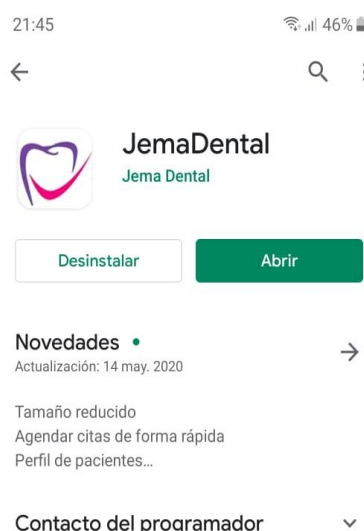 21:45
46%
JemaDental
Jema Dental
Desinstalar
Abrir
Novedades
Actualización: 14 may. 2020
Tamaño reducido
Agendar citas de forma rápida
Perfil de pacientes...
Contacto del programador